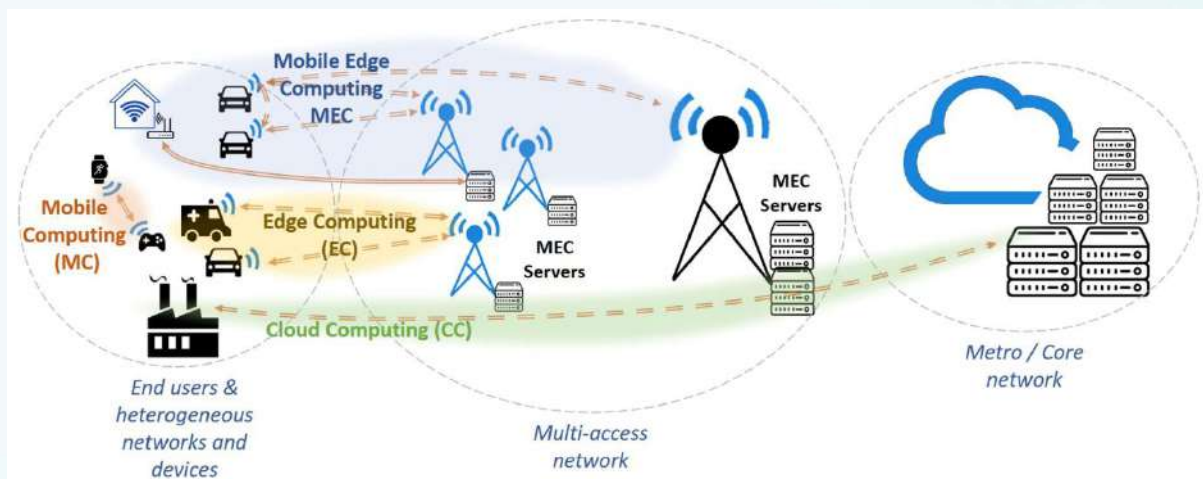 Mobile Edge
Computing
MEC
Mobile
Computing
(MC)
Edge Computing
(EC)
MEC
Servers
MEC
Servers
Cloud Computing (CC)
End users &
heterogeneous
networks and
devices
Multi-access
network
Metro / Core
network